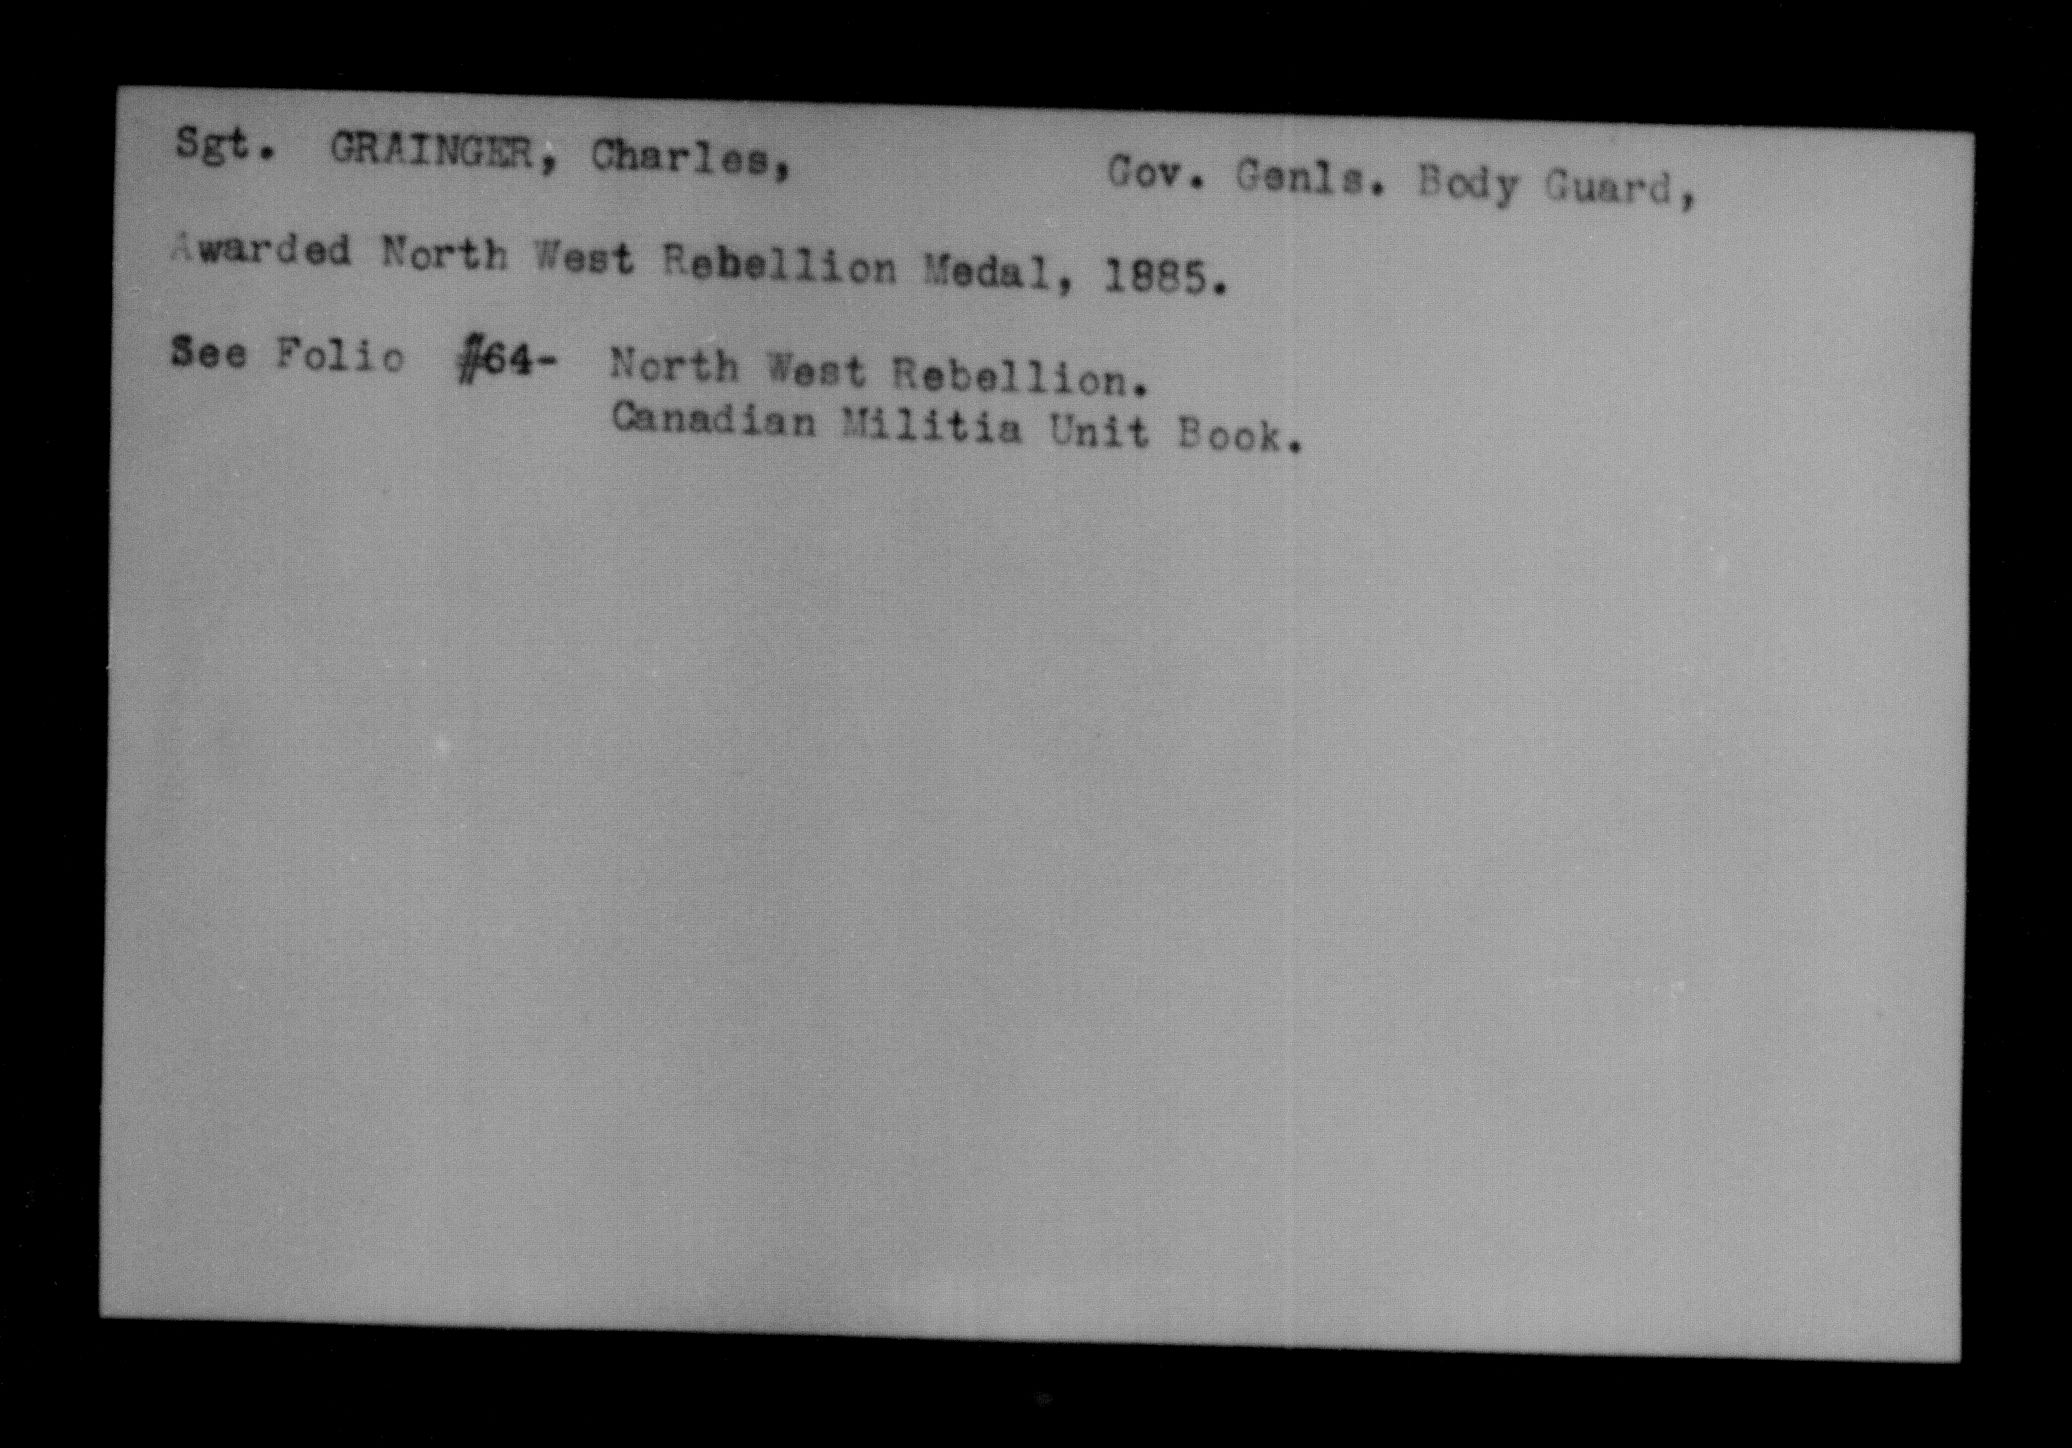 Sgt. GRAINGER, Charles, Gov. Genls. Body Guard,
Awarded North West Rebellion Medal, 1885.
See Folio #64- North West Rebellion.
Canadian Militia Unit Book.